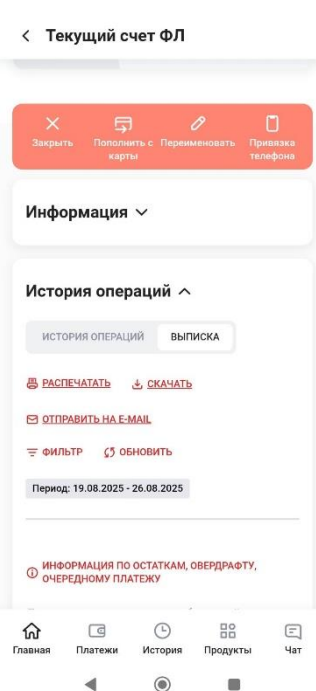 Текущий счет ФЛ
Закрыть
Пополнить с карты
Переименовать
Привязка телефона
Информация
История операций
ИСТОРИЯ ОПЕРАЦИЙ ВЫПИСКА
РАСПЕЧАТАТЬ СКАЧАТЬ
ОТПРАВИТЬ НА E-MAIL
ФИЛЬТР ОБНОВИТЬ
Период: 19.08.2025 - 26.08.2025
ИНФОРМАЦИЯ ПО ОСТАТКАМ, ОВЕРДРАФТУ,
ОЧЕРЕДНОМУ ПЛАТЕЖУ
Главная Платежи История Продукты Чат